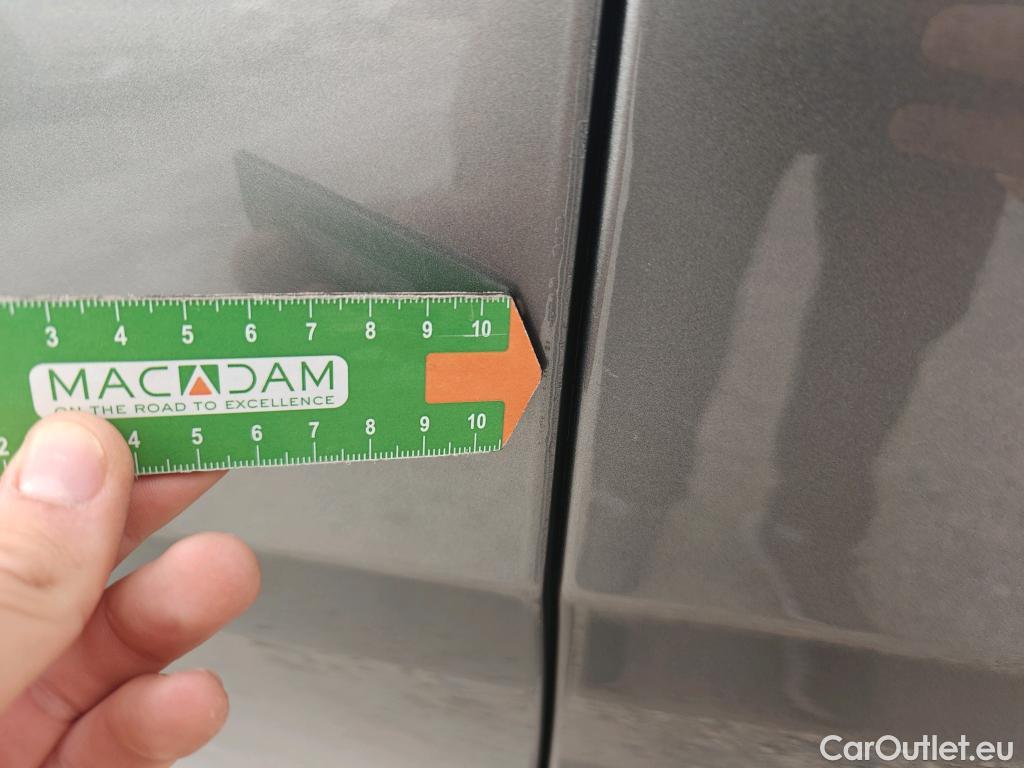 3 4 5 6 7 8 9 10
MACADAM
ON THE ROAD TO EXCELLENCE
2 4 5 6 7 8 9 10
CarOutlet.eu